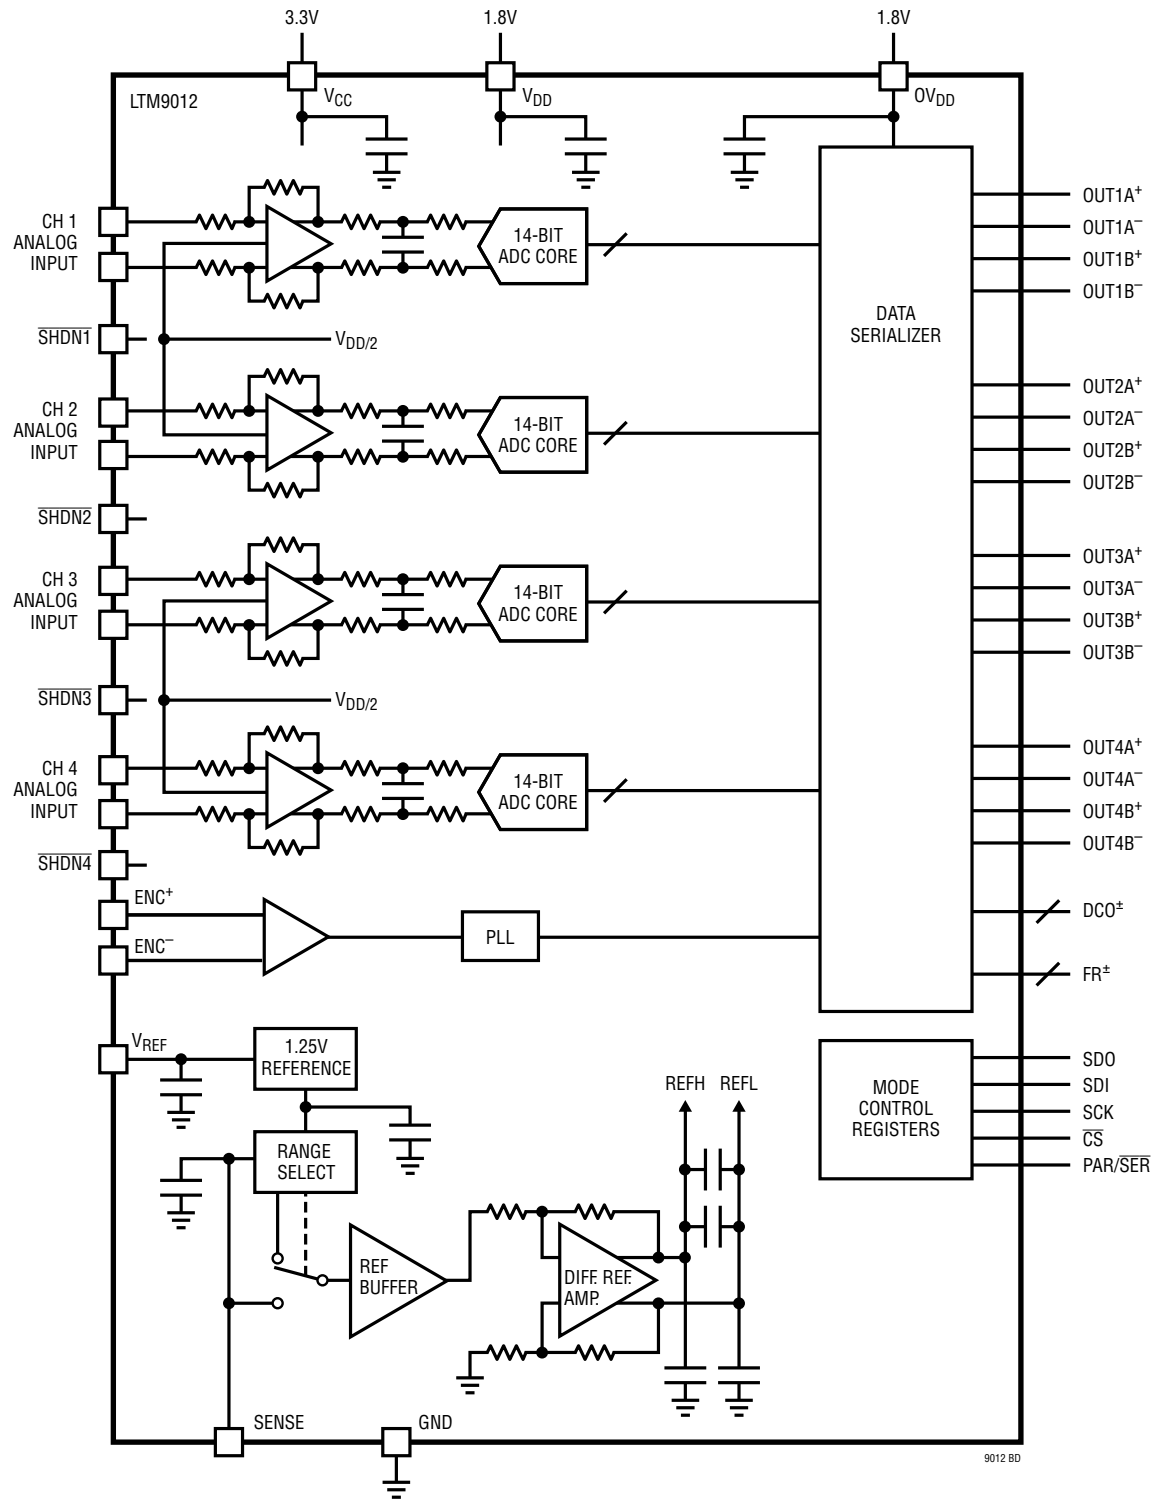 3.3V
1.8V
1.8V
LTM9012
VCC
VDD
OVDD
CH 1
ANALOG
INPUT
14-BIT
ADC CORE
SHDN1
VDD/2
CH 2
ANALOG
INPUT
14-BIT
ADC CORE
SHDN2
CH 3
ANALOG
INPUT
14-BIT
ADC CORE
SHDN3
VDD/2
CH 4
ANALOG
INPUT
14-BIT
ADC CORE
SHDN4
DATA
SERIALIZER
OUT1A+
OUT1A–
OUT1B+
OUT1B–
OUT2A+
OUT2A–
OUT2B+
OUT2B–
OUT3A+
OUT3A–
OUT3B+
OUT3B–
OUT4A+
OUT4A–
OUT4B+
OUT4B–
ENC+
ENC–
PLL
DCO±
FR±
VREF
1.25V
REFERENCE
RANGE
SELECT
REF
BUFFER
DIFF. REF.
AMP.
REFH
REFL
MODE
CONTROL
REGISTERS
SDO
SDI
SCK
CS
PAR/SER
SENSE
GND
9012 BD